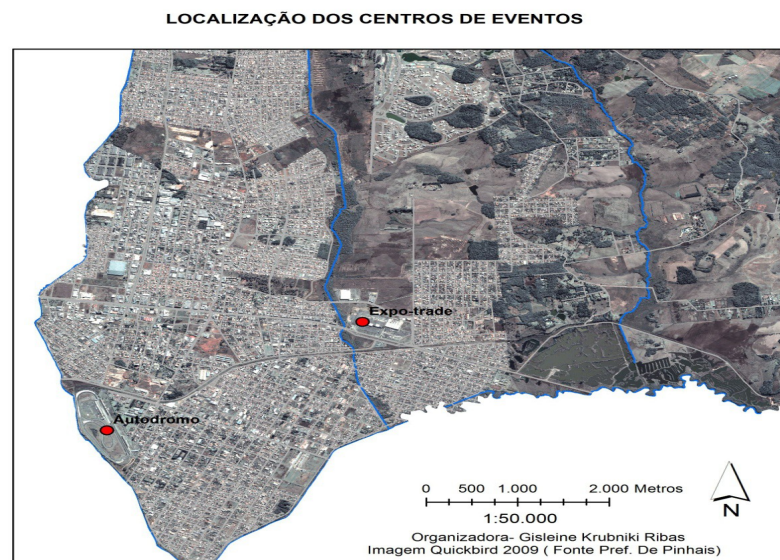 LOCALIZAÇÃO DOS CENTROS DE EVENTOS
Expo-trade
Autodromo
0 500 1.000 2.000 Metros
1:50.000
N
Organizadora- Gisleine Krubniki Ribas
Imagem Quickbird 2009 ( Fonte Pref. De Pinhais)